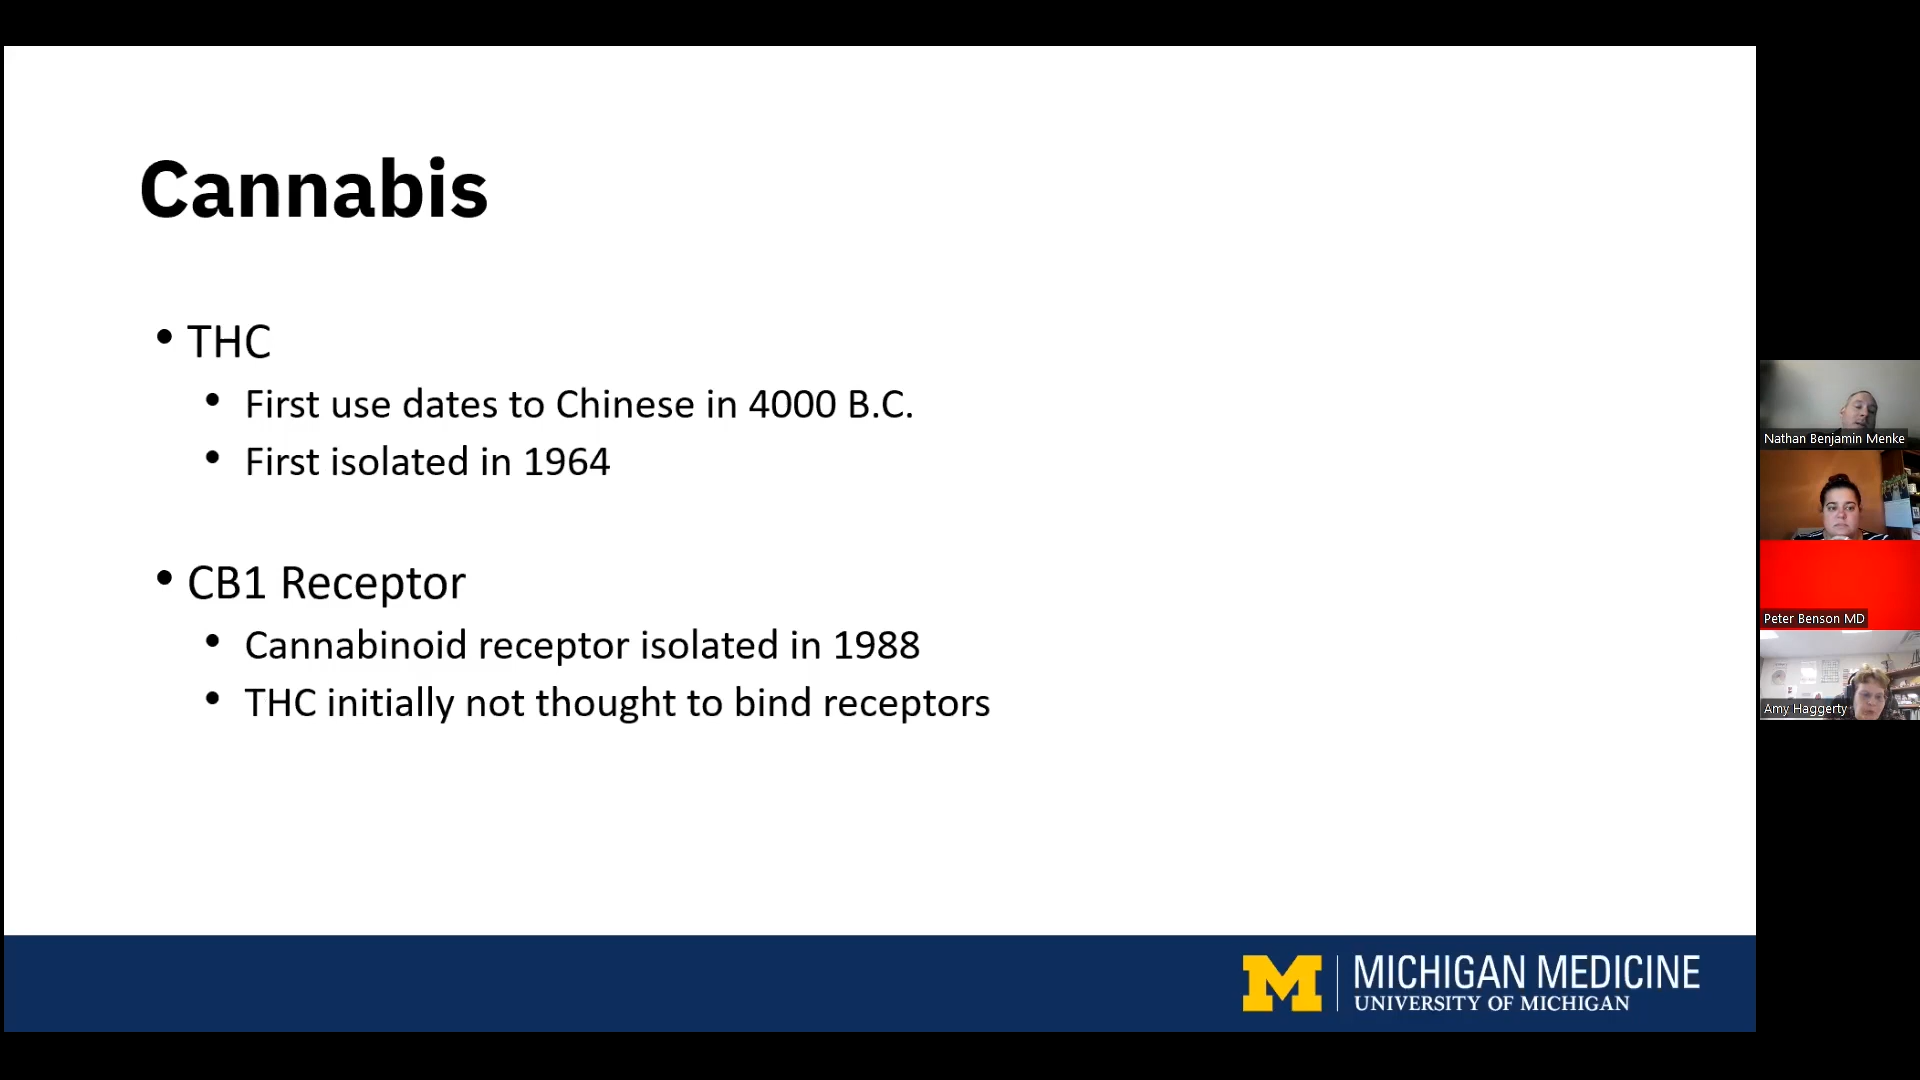 Cannabis
• THC
• First use dates to Chinese in 4000 B.C.
• First isolated in 1964
• CB1 Receptor
• Cannabinoid receptor isolated in 1988
• THC initially not thought to bind receptors
M
MICHIGAN MEDICINE
UNIVERSITY OF MICHIGAN
Nathan Benjamin Menke
Peter Benson MD
Amy Haggerty